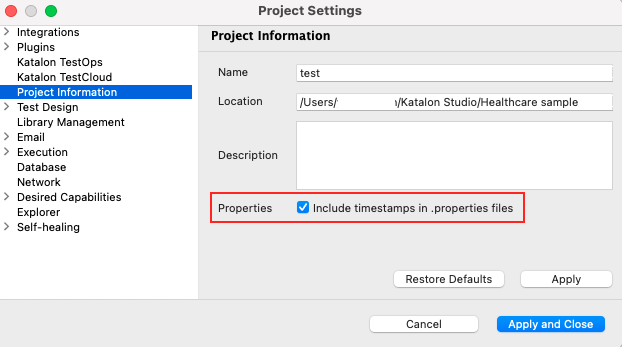 Project Settings
Integrations
Plugins
Katalon TestOps
Katalon TestCloud
Project Information
Test Design
Library Management
Email
Execution
Database
Network
Desired Capabilities
Explorer
Self-healing
Project Information
Name test
Location /Users/ /Katalon Studio/Healthcare sample
Description
Properties Include timestamps in .properties files
Restore Defaults Apply
Cancel Apply and Close